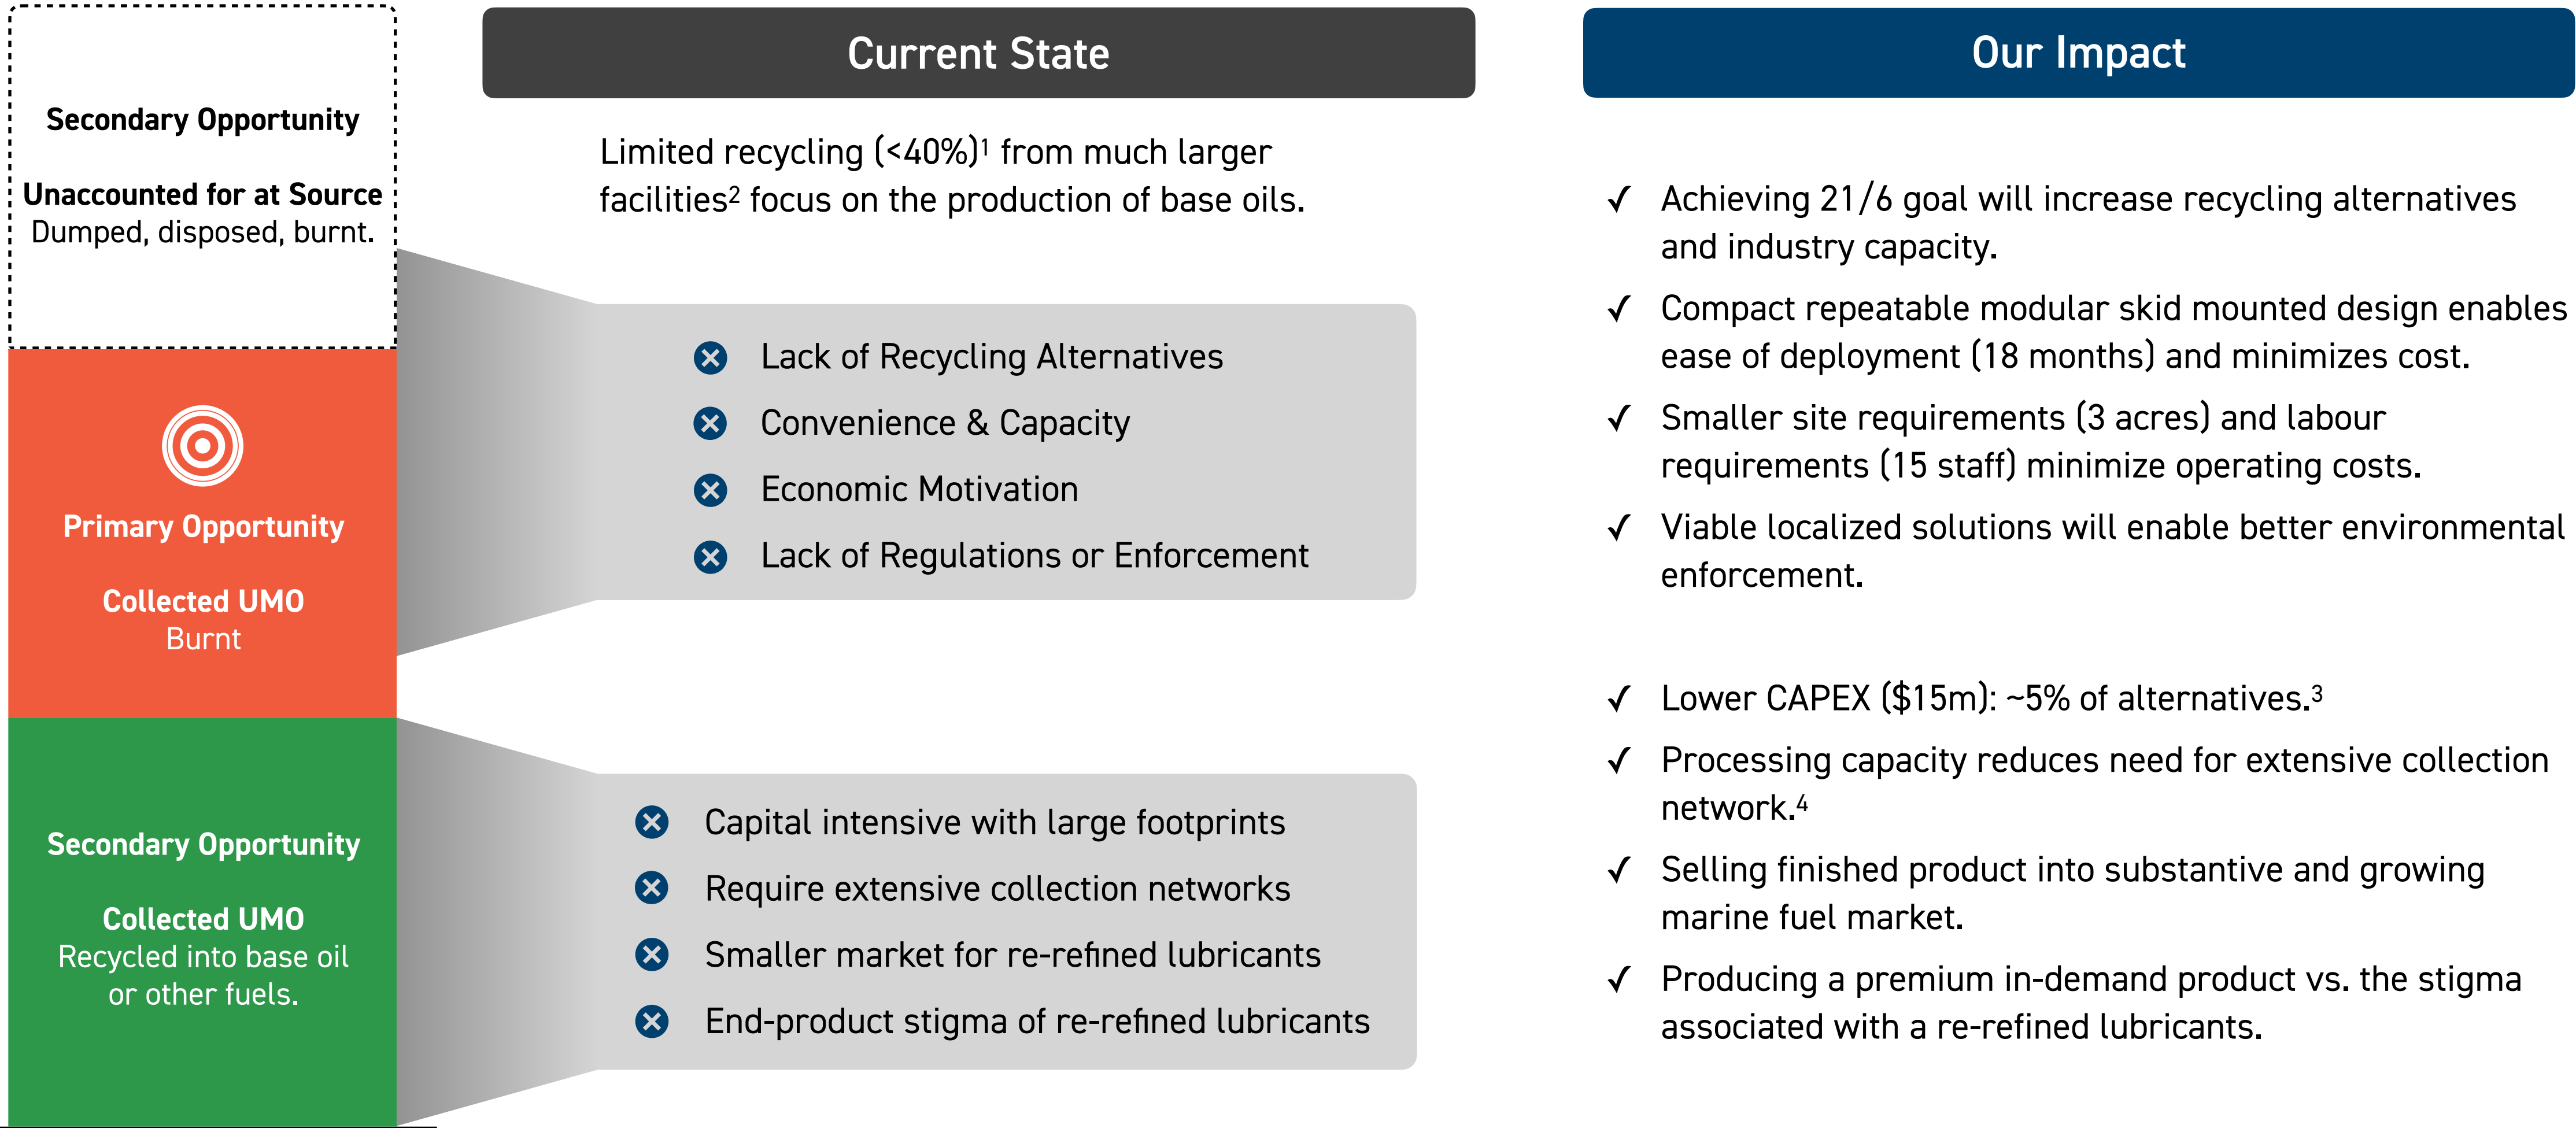 Secondary Opportunity
Unaccounted for at Source
Dumped, disposed, burnt.
Primary Opportunity
Collected UMO
Burnt
Secondary Opportunity
Collected UMO
Recycled into base oil
or other fuels.
Current State
Limited recycling (<40%)¹ from much larger
facilities² focus on the production of base oils.
Lack of Recycling Alternatives
Convenience & Capacity
Economic Motivation
Lack of Regulations or Enforcement
Capital intensive with large footprints
Require extensive collection networks
Smaller market for re-refined lubricants
End-product stigma of re-refined lubricants
Our Impact
✓ Achieving 21/6 goal will increase recycling alternatives
and industry capacity.
✓ Compact repeatable modular skid mounted design enables
ease of deployment (18 months) and minimizes cost.
✓ Smaller site requirements (3 acres) and labour
requirements (15 staff) minimize operating costs.
✓ Viable localized solutions will enable better environmental
enforcement.
✓ Lower CAPEX ($15m): ~5% of alternatives.³
✓ Processing capacity reduces need for extensive collection
network.⁴
✓ Selling finished product into substantive and growing
marine fuel market.
✓ Producing a premium in-demand product vs. the stigma
associated with a re-refined lubricants.